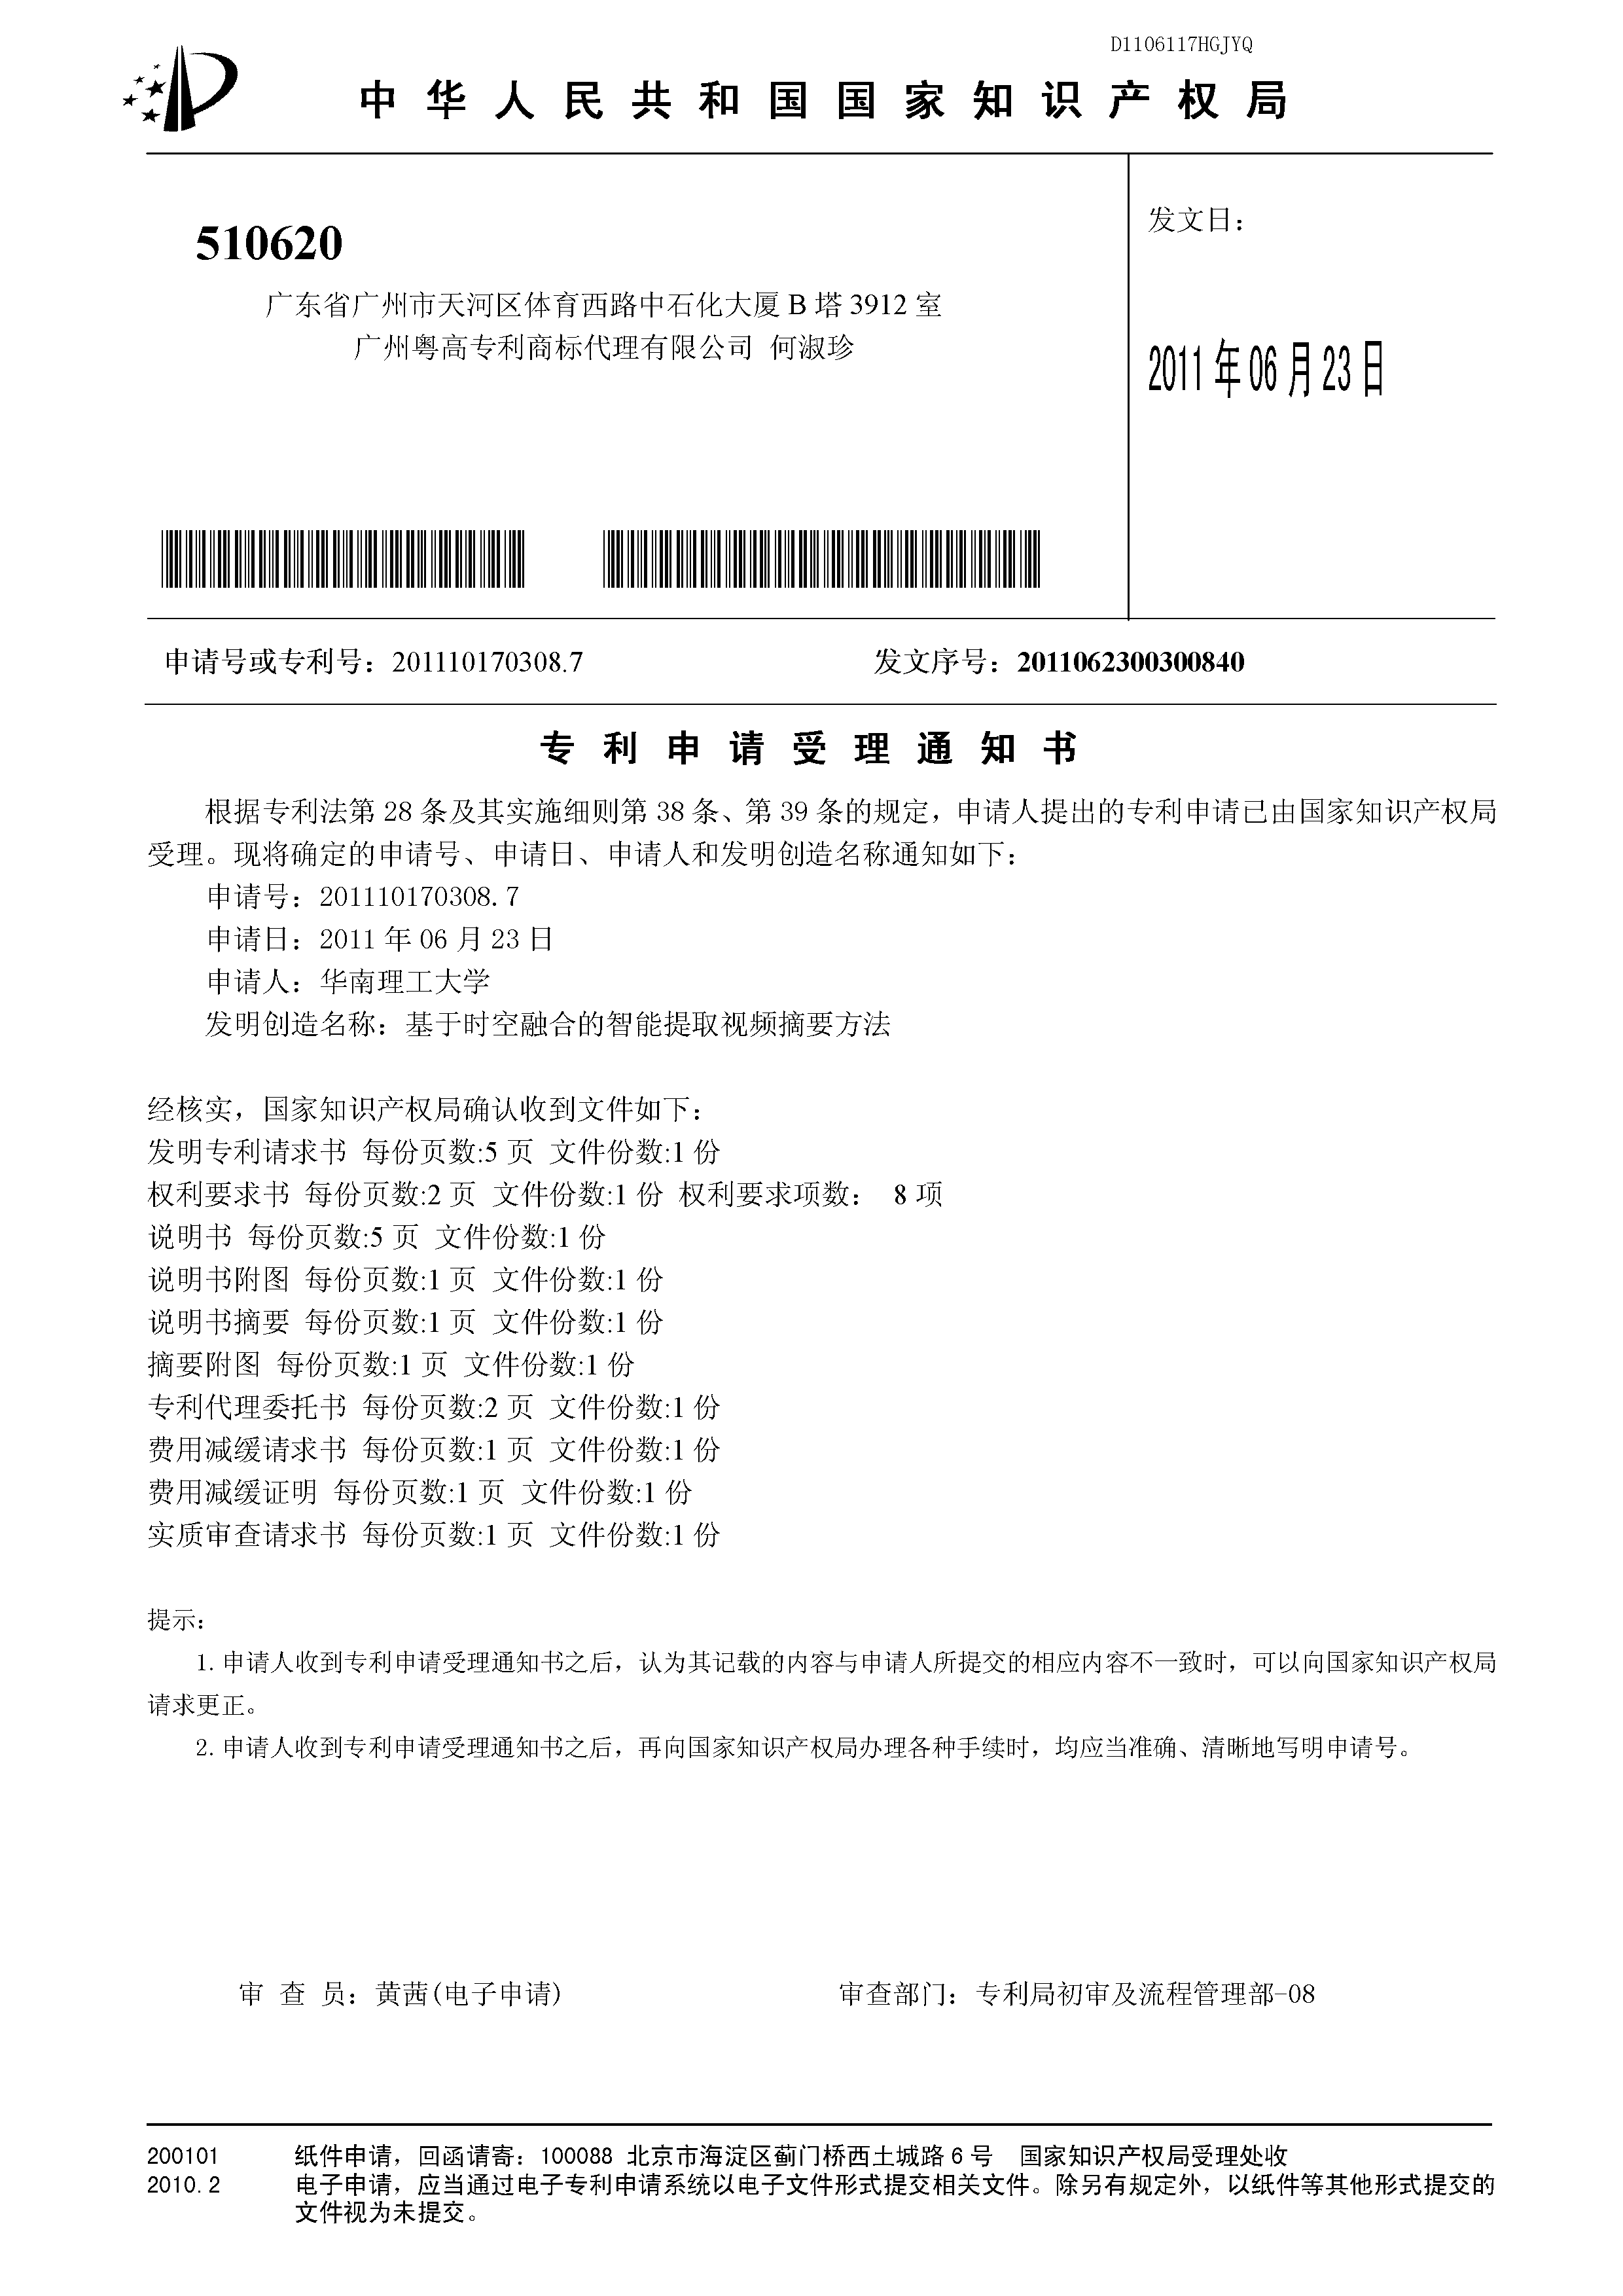 D1106117HGJYQ
中华人民共和国国家知识产权局
510620
广东省广州市天河区体育西路中石化大厦 B 塔 3912 室
广州粤高专利商标代理有限公司 何淑珍
发文日：
2011 年 06 月 23 日
申请号或专利号：201110170308.7 发文序号：2011062300300840
专利申请受理通知书
根据专利法第 28 条及其实施细则第 38 条、第 39 条的规定，申请人提出的专利申请已由国家知识产权局
受理。现将确定的申请号、申请日、申请人和发明创造名称通知如下：
申请号：201110170308.7
申请日：2011 年 06 月 23 日
申请人：华南理工大学
发明创造名称：基于时空融合的智能提取视频摘要方法
经核实，国家知识产权局确认收到文件如下：
发明专利请求书 每份页数:5 页 文件份数:1 份
权利要求书 每份页数:2 页 文件份数:1 份 权利要求项数： 8 项
说明书 每份页数:5 页 文件份数:1 份
说明书附图 每份页数:1 页 文件份数:1 份
说明书摘要 每份页数:1 页 文件份数:1 份
摘要附图 每份页数:1 页 文件份数:1 份
专利代理委托书 每份页数:2 页 文件份数:1 份
费用减缓请求书 每份页数:1 页 文件份数:1 份
费用减缓证明 每份页数:1 页 文件份数:1 份
实质审查请求书 每份页数:1 页 文件份数:1 份
提示：
1. 申请人收到专利申请受理通知书之后，认为其记载的内容与申请人所提交的相应内容不一致时，可以向国家知识产权局
请求更正。
2. 申请人收到专利申请受理通知书之后，再向国家知识产权局办理各种手续时，均应当准确、清晰地写明申请号。
审 查 员：黄茜(电子申请) 审查部门：专利局初审及流程管理部-08
200101 纸件申请，回函请寄：100088 北京市海淀区蓟门桥西土城路 6 号 国家知识产权局受理处收
2010.2 电子申请，应当通过电子专利申请系统以电子文件形式提交相关文件。除另有规定外，以纸件等其他形式提交的
文件视为未提交。